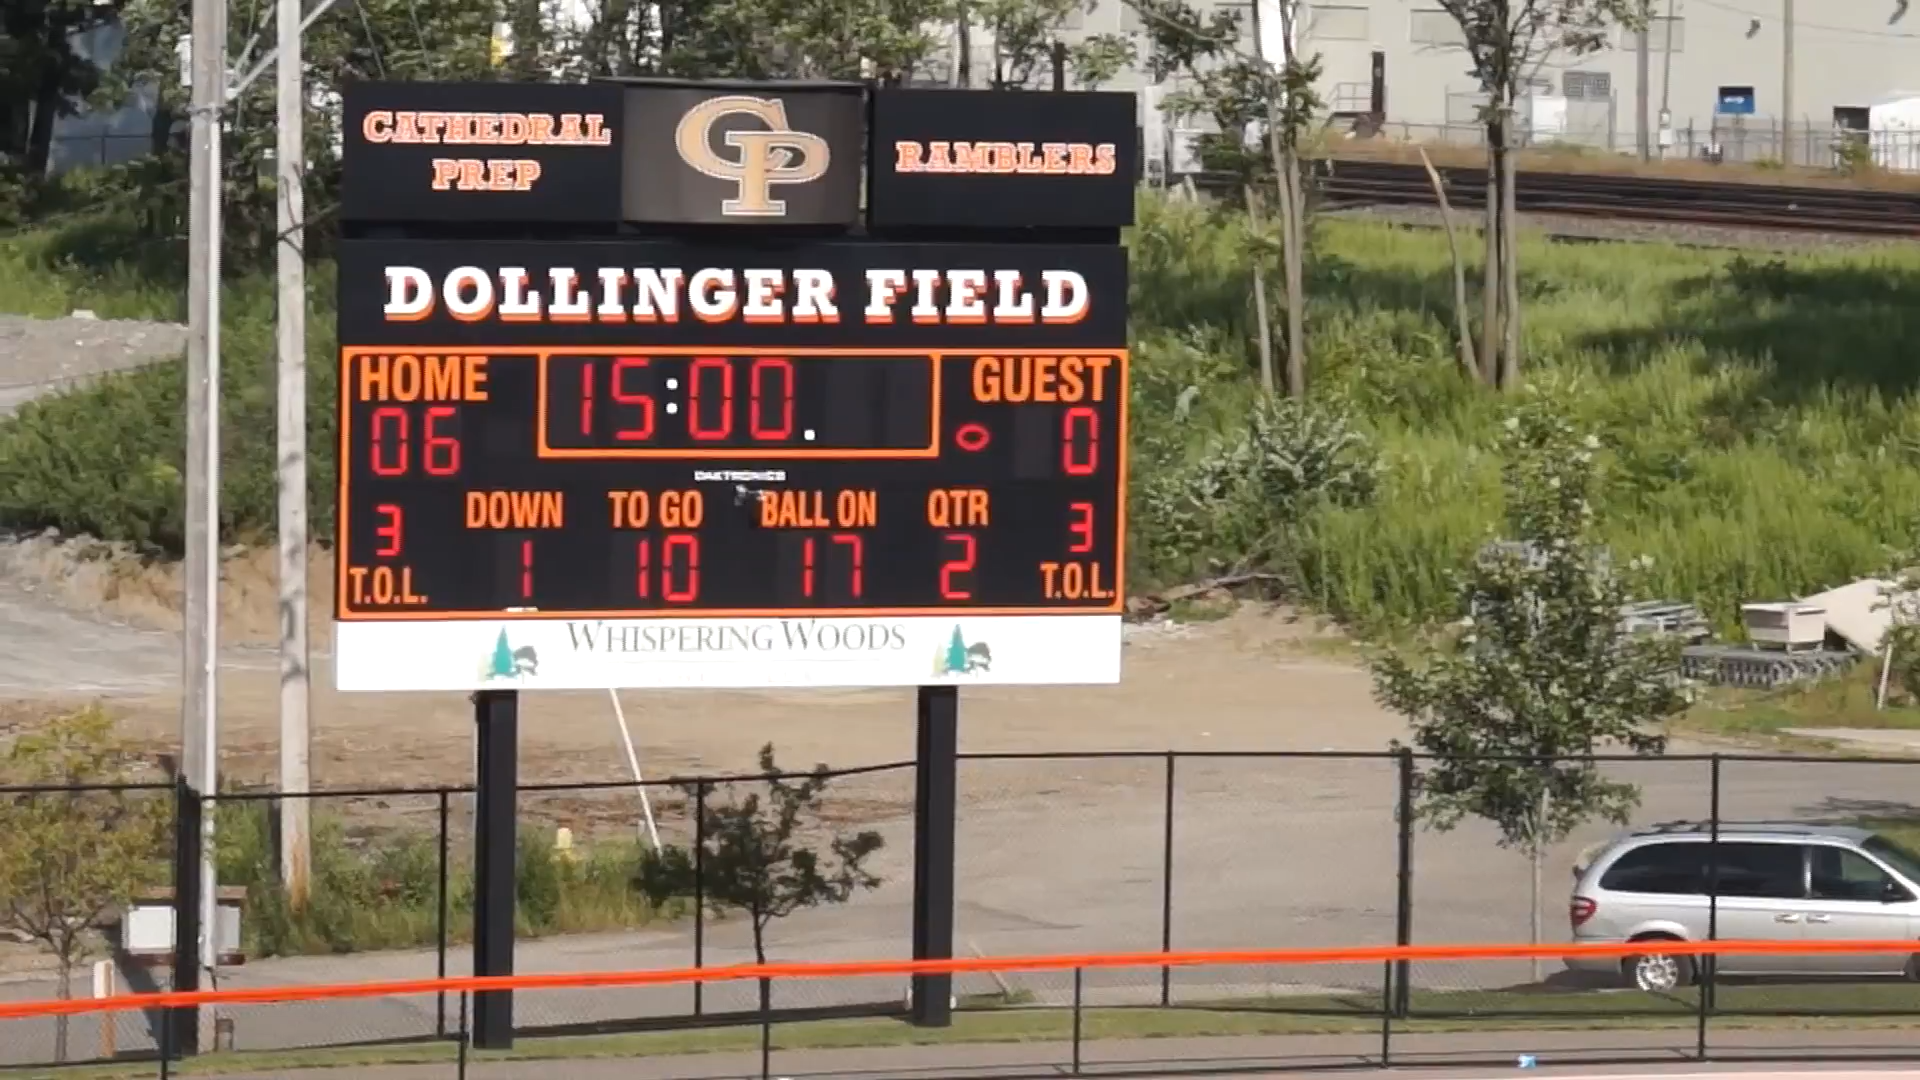 CATHEDRAL
PREP
CP
RAMBLERS
DOLLINGER FIELD
HOME 15:00. GUEST
06 0
DAKTRONICS
DOWN TO GO BALL ON QTR
3 1 10 17 2 3
T.O.L. T.O.L.
WHISPERING WOODS